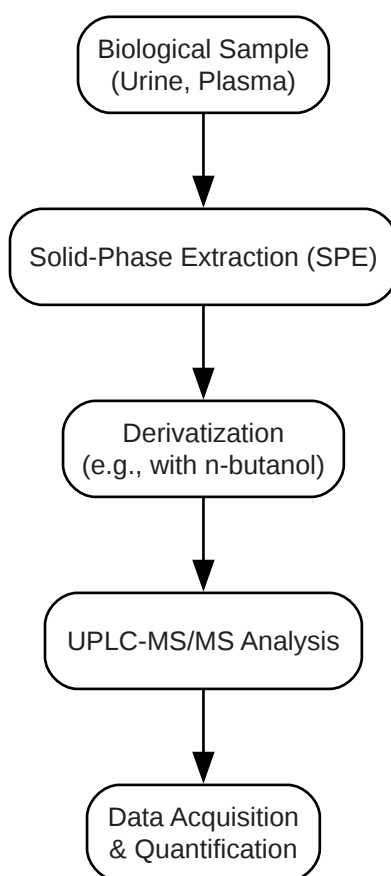 Biological Sample
(Urine, Plasma)
Solid-Phase Extraction (SPE)
Derivatization
(e.g., with n-butanol)
UPLC-MS/MS Analysis
Data Acquisition
& Quantification